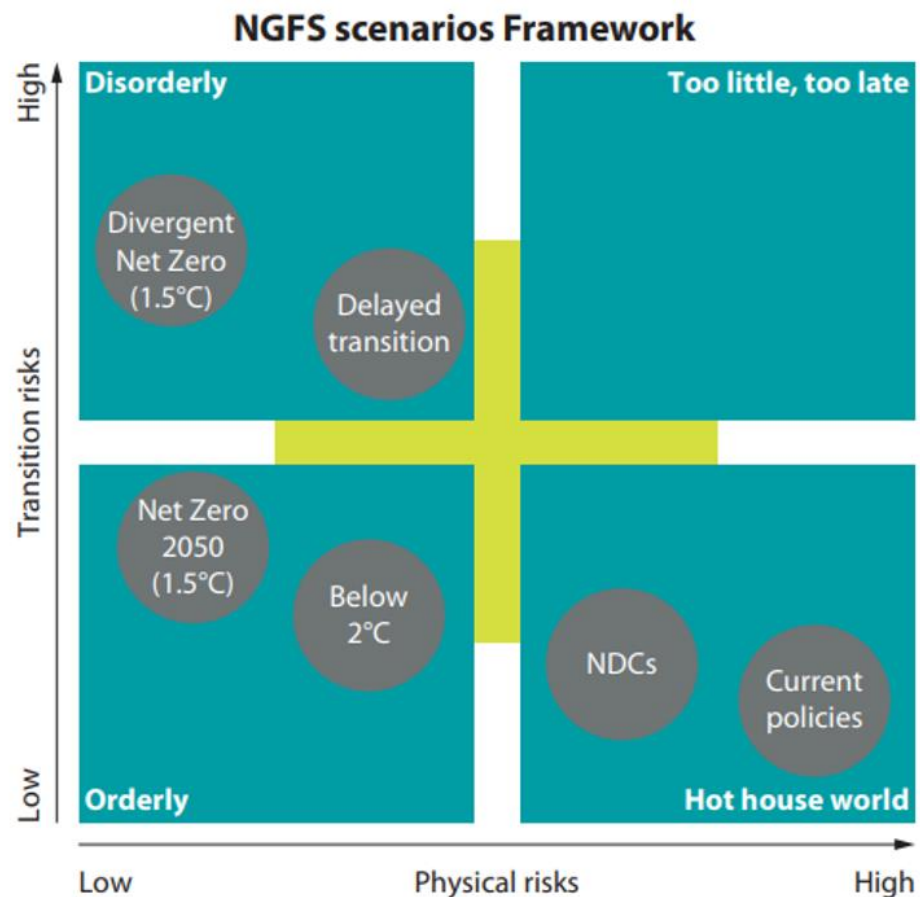 NGFS scenarios Framework
High
Transition risks
Low
Disorderly
Too little, too late
Divergent
Net Zero
(1.5°C)
Delayed
transition
Net Zero
2050
(1.5°C)
Below
2°C
NDCs
Current
policies
Orderly
Hot house world
Low
Physical risks
High